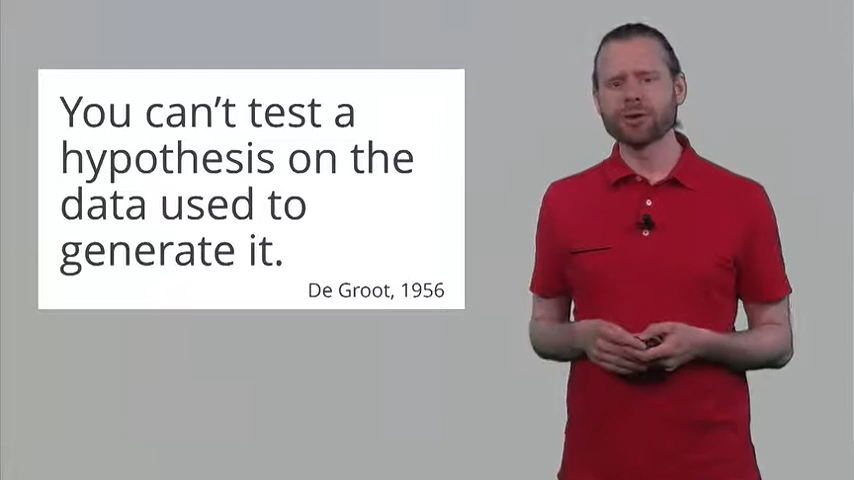 You can’t test a
hypothesis on the
data used to
generate it.
De Groot, 1956